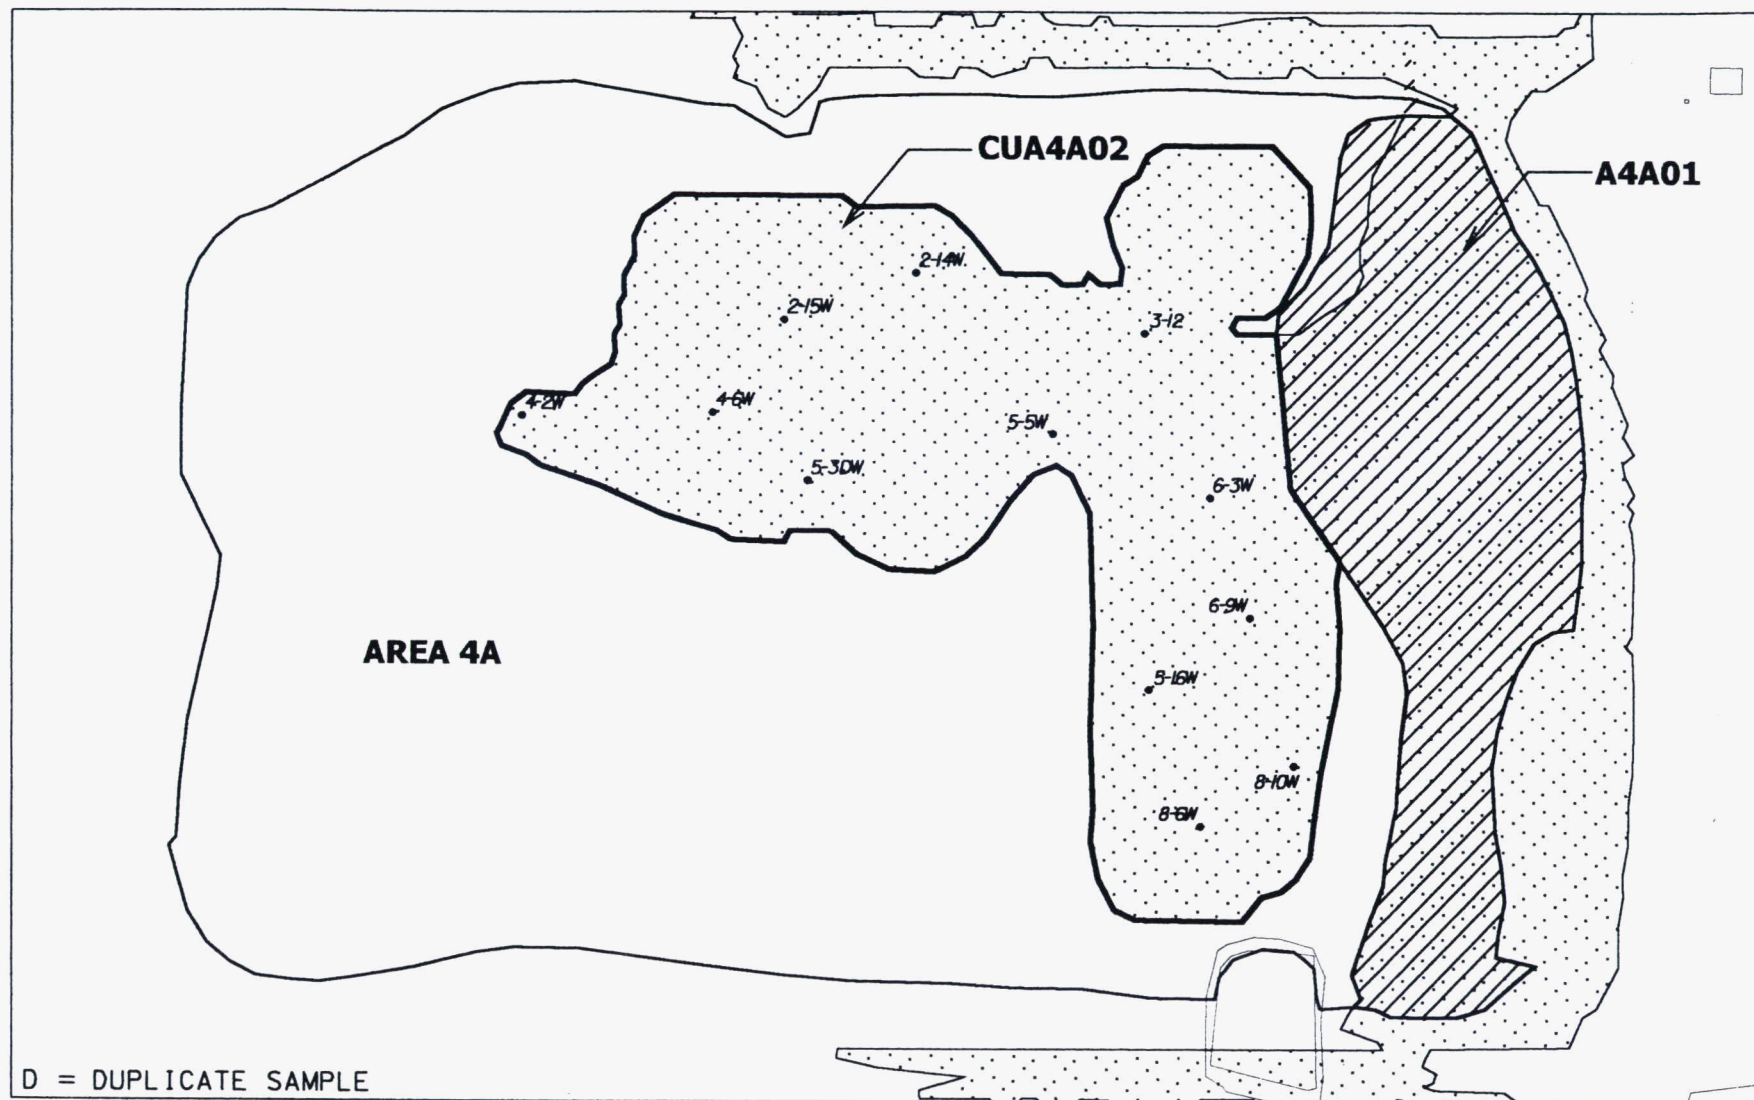 CUA4A02
A4A01
2-14W
2-15W
3-12
4-2W
4-6W
5-5W
5-3DW
6-3W
6-9W
5-16W
8-10W
8-6W
AREA 4A
D = DUPLICATE SAMPLE